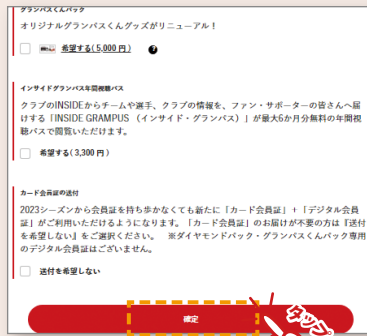 グランパスくんパック
オリジナルグランパスくんグッズがリニューアル！
希望する(5,000 円)
?
インサイドグランパス年間視聴パス
クラブのINSIDEからチームや選手、クラブの情報を、ファン・サポーターの皆さんへ届
けする「INSIDE GRAMPUS （インサイド・グランパス）」が最大6か月分無料の年間視
聴パスで閲覧いただけます。
希望する(3,300 円)
カード会員証の送付
2023シーズンから会員証を持ち歩かなくても新たに「カード会員証」+「デジタル会員
証」がご利用いただけるようになります。「カード会員証」のお届けが不要の方は『送付
を希望しない』をご選択ください。　※ダイヤモンドパック・グランパスくんパック専用
のデジタル会員証はございません。
送付を希望しない
確定
タップ